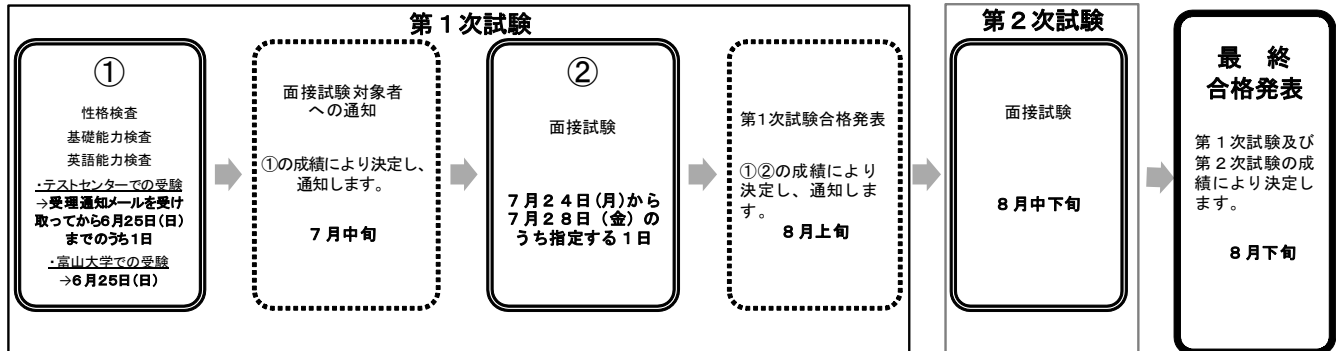 第１次試験
①
性格検査
基礎能力検査
英語能力検査
・テストセンターでの受験
→受理通知メールを受け
取ってから6月25日(日)
までのうち1日
・富山大学での受験
→6月25日(日)
面接試験対象者
への通知
①の成績により決定し、
通知します。
７月中旬
②
面接試験
７月２４日(月)から
７月２８日（金）の
うち指定する１日
第1次試験合格発表
①②の成績により
決定し、通知しま
す。
８月上旬
第２次試験
面接試験
８月中下旬
最　終
合格発表
第１次試験及び
第２次試験の成
績により決定し
ます。
８月下旬